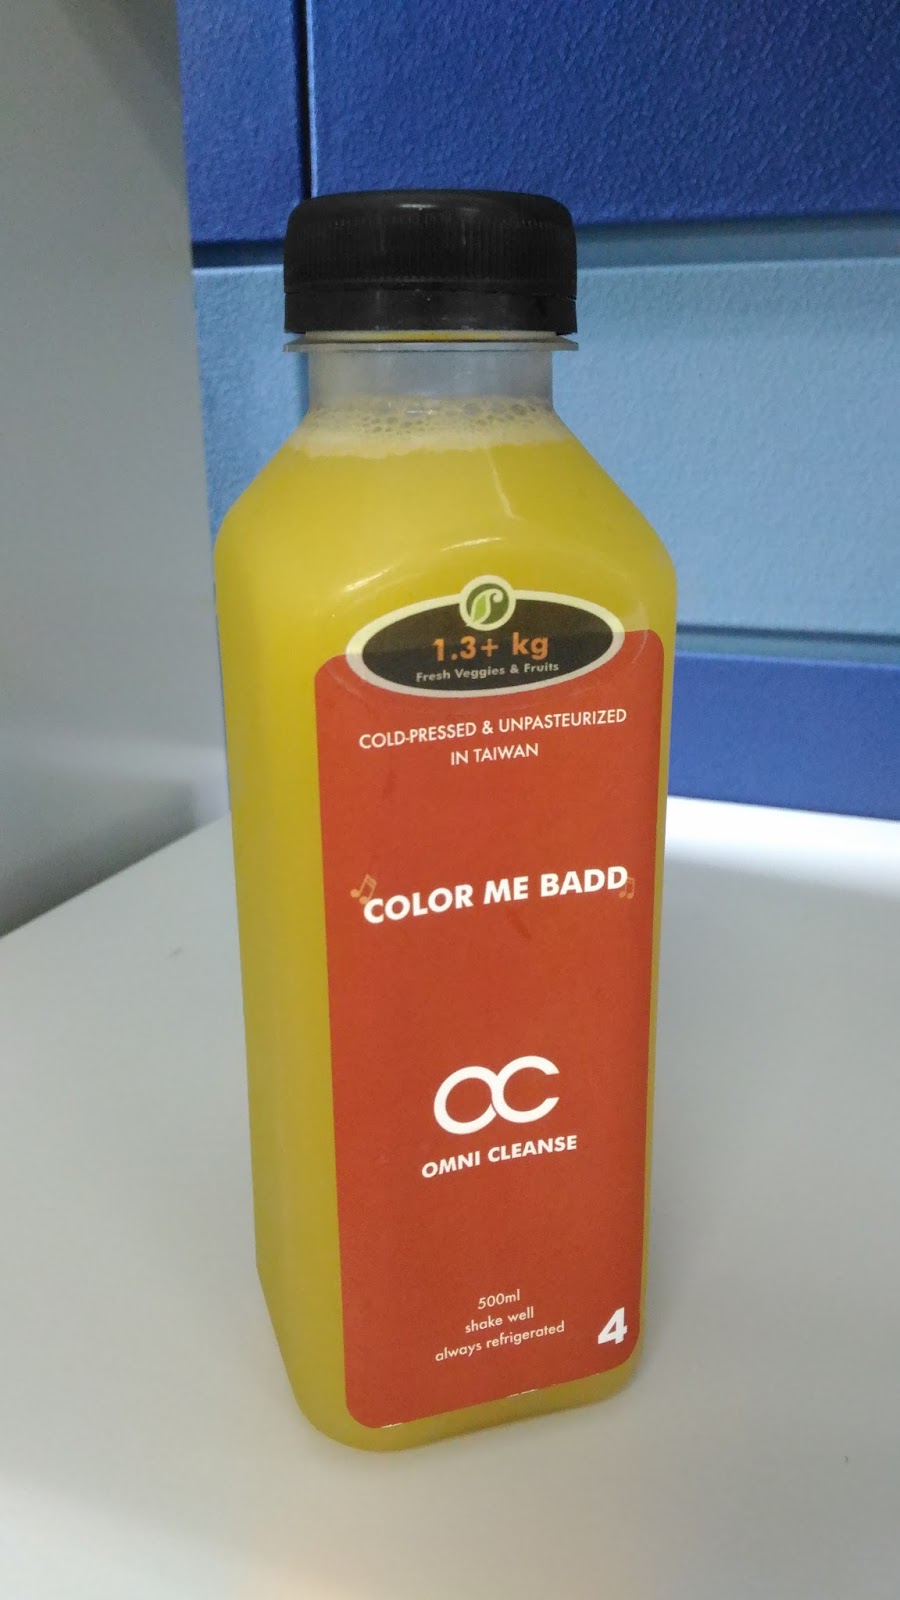 1.3+ kg
Fresh Veggies & Fruits
COLD-PRESSED & UNPASTEURIZED
IN TAIWAN
COLOR ME BADD
OC
OMNI CLEANSE
500ml
shake well
always refrigerated
4